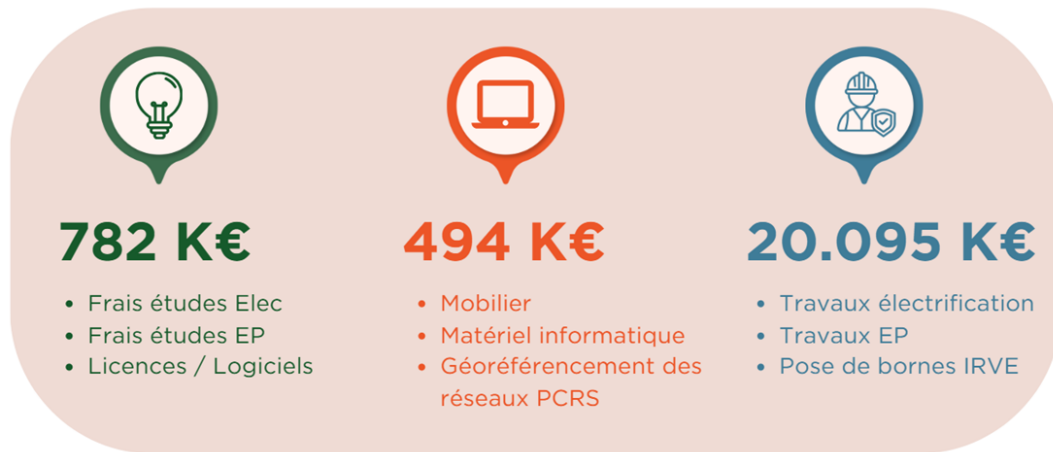 782 K€
• Frais études Elec
• Frais études EP
• Licences / Logiciels
494 K€
• Mobilier
• Matériel informatique
• Géoréférencement des
réseaux PCRS
20.095 K€
• Travaux électrification
• Travaux EP
• Pose de bornes IRVE